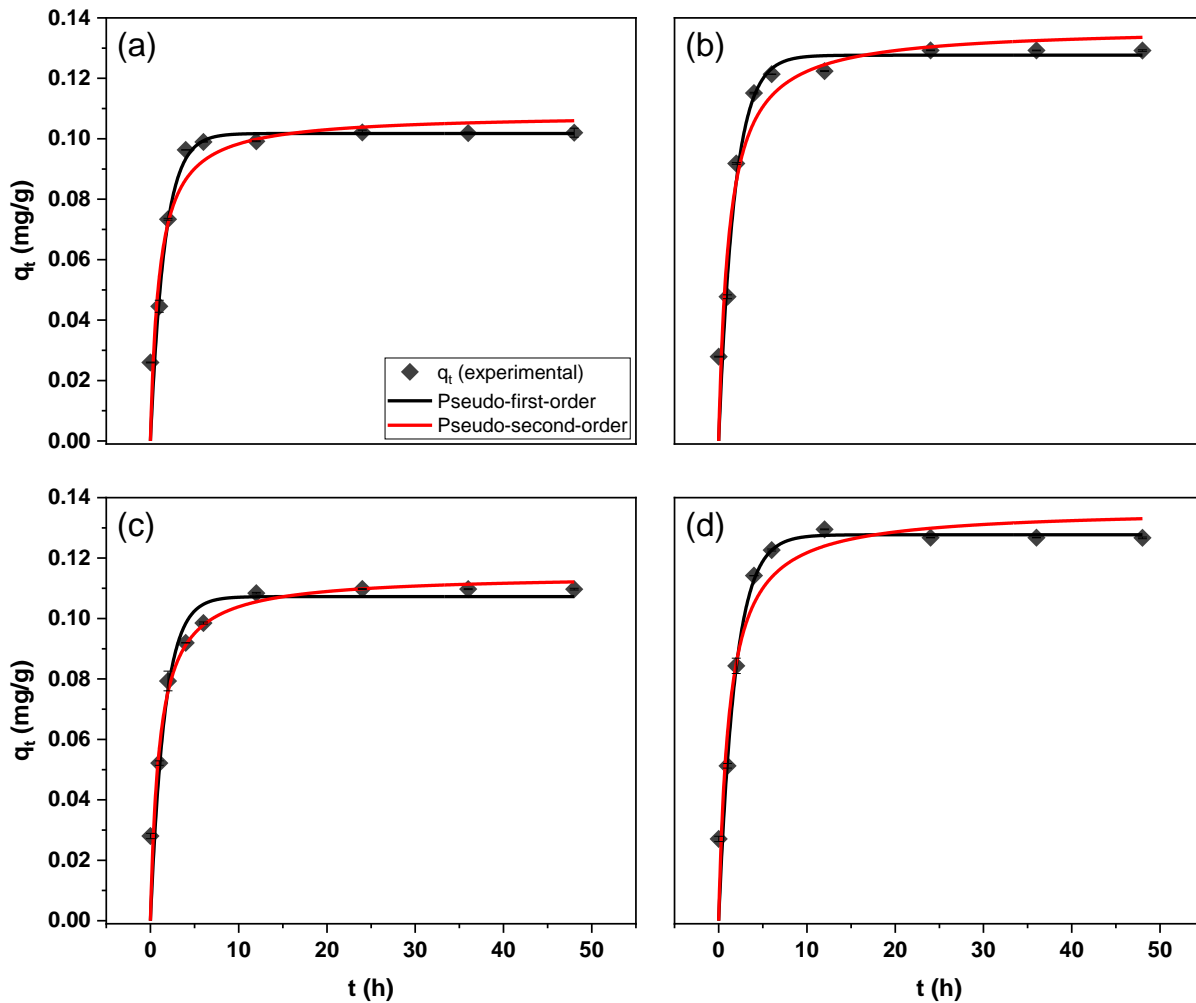 0.14
(a)
(b)
0.12
0.10
0.08
0.06
0.04
0.02
0.00
qt (mg/g)
qt (experimental)
Pseudo-first-order
Pseudo-second-order
0.14
(c)
(d)
0.12
0.10
0.08
0.06
0.04
0.02
0.00
qt (mg/g)
0 10 20 30 40 50
0 10 20 30 40 50
t (h)
t (h)